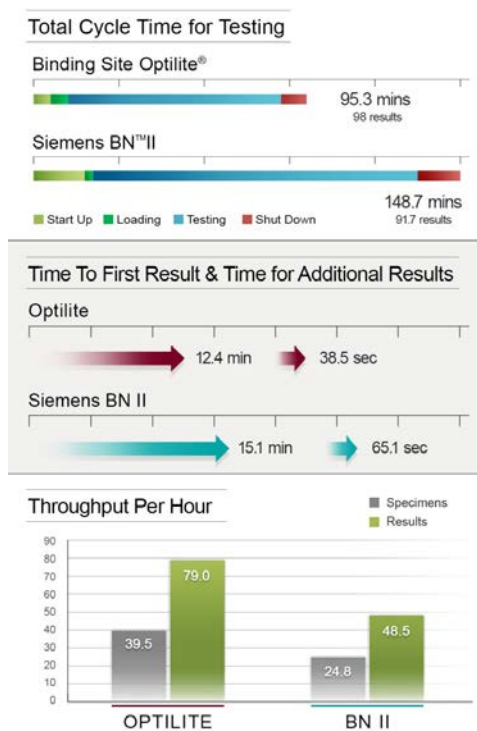 Total Cycle Time for Testing
Binding Site Optilite®
95.3 mins
98 results
Siemens BN™II
148.7 mins
91.7 results
Start Up Loading Testing Shut Down
Time To First Result & Time for Additional Results
Optilite
12.4 min 38.5 sec
Siemens BN II
15.1 min 65.1 sec
Throughput Per Hour
Specimens
Results
90
80
70
60
50
40
30
20
10
0
39.5
79.0
24.8
48.5
OPTILITE BN II